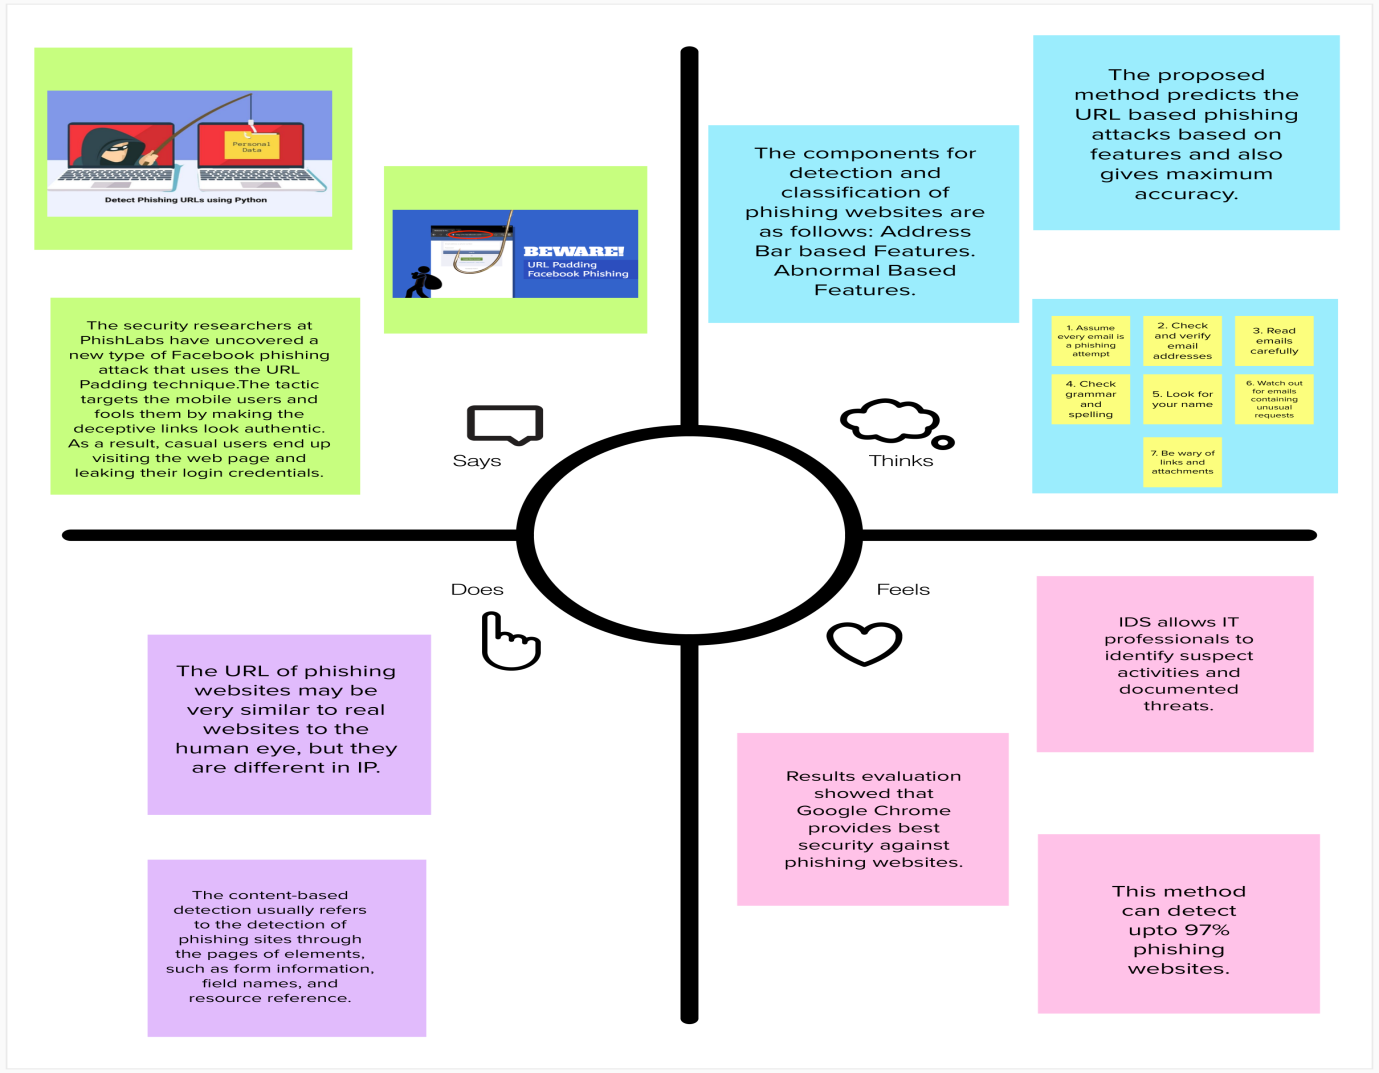 Personal
Data
Detect Phishing URLs using Python
BEWARE!
URL Padding
Facebook Phishing
The security researchers at
PhishLabs have uncovered a
new type of Facebook phishing
attack that uses the URL
Padding technique.The tactic
targets the mobile users and
fools them by making the
deceptive links look authentic.
As a result, casual users end up
visiting the web page and
leaking their login credentials.
Says
The components for
detection and
classification of
phishing websites are
as follows: Address
Bar based Features.
Abnormal Based
Features.
The proposed
method predicts the
URL based phishing
attacks based on
features and also
gives maximum
accuracy.
1. Assume
every email is
a phishing
attempt
2. Check
and verify
email
addresses
3. Read
emails
carefully
4. Check
grammar
and
spelling
5. Look for
your name
6. Watch out
for emails
containing
unusual
requests
7. Be wary of
links and
attachments
Thinks
Does
The URL of phishing
websites may be
very similar to real
websites to the
human eye, but they
are different in IP.
The content-based
detection usually refers
to the detection of
phishing sites through
the pages of elements,
such as form information,
field names, and
resource reference.
Feels
IDS allows IT
professionals to
identify suspect
activities and
documented
threats.
Results evaluation
showed that
Google Chrome
provides best
security against
phishing websites.
This method
can detect
upto 97%
phishing
websites.